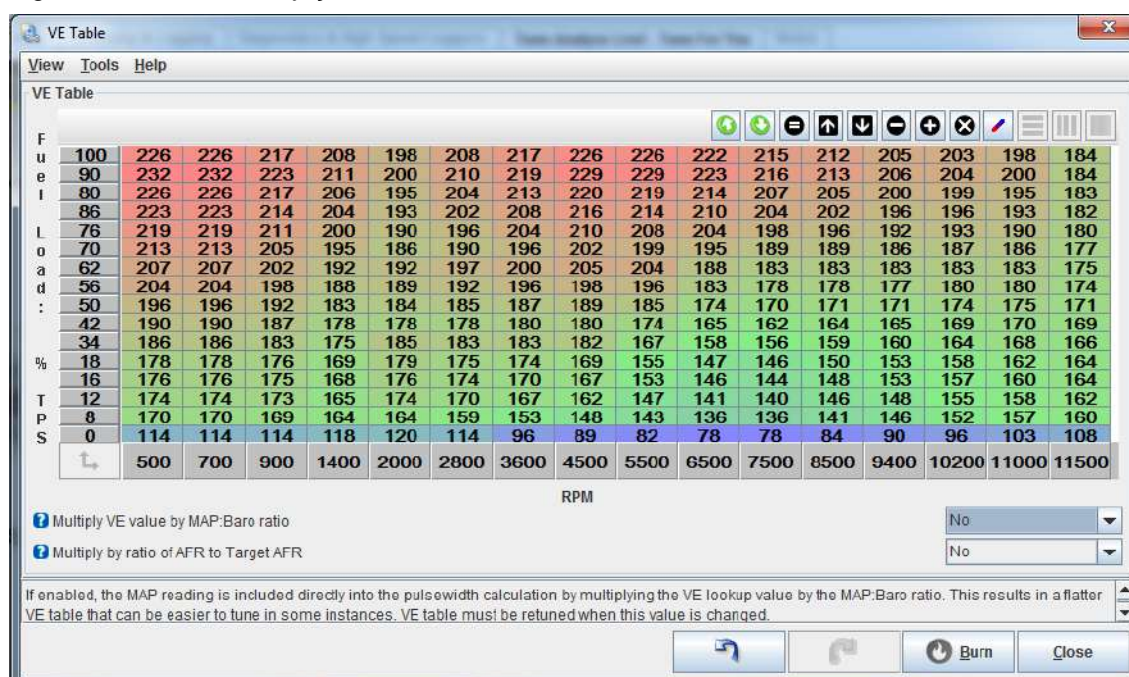 VE Table
View Tools Help
VE Table
Fuel Load: % TPS
100 226 226 217 208 198 208 217 226 226 222 215 212 205 203 198 184
90 232 232 223 211 200 210 219 229 229 223 216 213 206 204 200 184
80 226 226 217 206 195 204 213 220 219 214 207 205 200 199 195 183
86 223 223 214 204 193 202 208 216 214 210 204 202 196 196 193 182
76 219 219 211 200 190 196 204 210 208 204 198 196 192 193 190 180
70 213 213 205 195 186 190 196 202 199 195 189 189 186 187 186 177
62 207 207 202 192 192 197 200 205 204 188 183 183 183 183 183 175
56 204 204 198 188 189 192 196 198 196 183 178 178 177 180 180 174
50 196 196 192 183 184 185 187 189 185 174 170 171 171 174 175 171
42 190 190 187 178 178 178 180 180 174 165 162 164 165 169 170 169
34 186 186 183 175 185 183 183 182 167 158 156 159 160 164 168 166
18 178 178 176 169 179 175 174 169 155 147 146 150 153 158 162 164
16 176 176 175 168 176 174 170 167 153 146 144 148 153 157 160 164
12 174 174 173 165 174 170 167 162 147 141 140 146 148 155 158 162
8 170 170 169 164 164 159 153 148 143 136 136 141 146 152 157 160
0 114 114 114 118 120 114 96 89 82 78 78 84 90 96 103 108
500 700 900 1400 2000 2800 3600 4500 5500 6500 7500 8500 9400 10200 11000 11500
RPM
Multiply VE value by MAP:Baro ratio No
Multiply by ratio of AFR to Target AFR No
If enabled, the MAP reading is included directly into the pulsewidth calculation by multiplying the VE lookup value by the MAP:Baro ratio. This results in a flatter
VE table that can be easier to tune in some instances. VE table must be retuned when this value is changed.
Burn Close